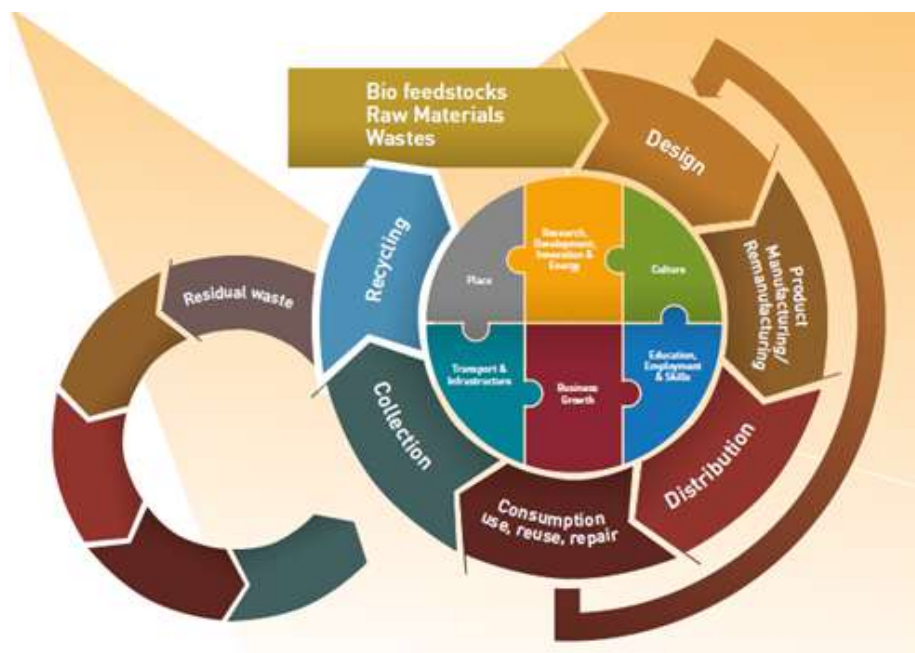 Bio feedstocks
Raw Materials
Wastes
Design
Product
Manufacturing/
Remanufacturing
Distribution
Consumption
use, reuse, repair
Collection
Recycling
Residual waste
Place
Research,
Development,
Innovation &
Energy
Culture
Transport &
Infrastructure
Business
Growth
Education,
Employment
& Skills